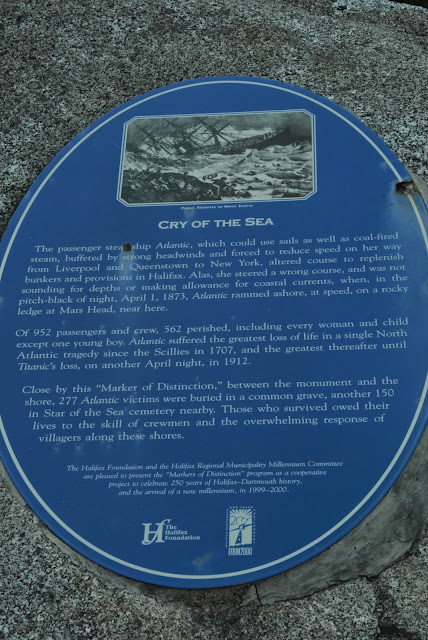 PUBLIC ARCHIVES OF NOVA SCOTIA
CRY OF THE SEA
The passenger steamship Atlantic, which could use sails as well as coal-fired
steam, buffeted by strong headwinds and forced to reduce speed on her way
from Liverpool and Queenstown to New York, altered course to replenish
bunkers and provisions in Halifax. Alas, she steered a wrong course, and was not
sounding for depths or making allowance for coastal currents, when, in the
pitch-black of night, April 1, 1873, Atlantic rammed ashore, at speed, on a rocky
ledge at Mars Head, near here.
Of 952 passengers and crew, 562 perished, including every woman and child
except one young boy. Atlantic suffered the greatest loss of life in a single North
Atlantic tragedy since the Scillies in 1707, and the greatest thereafter until
Titanic's loss, on another April night, in 1912.
Close by this "Marker of Distinction," between the monument and the
shore, 277 Atlantic victims were buried in a common grave, another 150
in Star of the Sea cemetery nearby. Those who survived owed their
lives to the skill of crewmen and the overwhelming response of
villagers along these shores.
The Halifax Foundation and the Halifax Regional Municipality Millennium Committee
are pleased to present the "Markers of Distinction" program as a cooperative
project to celebrate 250 years of Halifax–Dartmouth history,
and the arrival of a new millennium, in 1999–2000.
Hf The
Halifax
Foundation
HRM2000